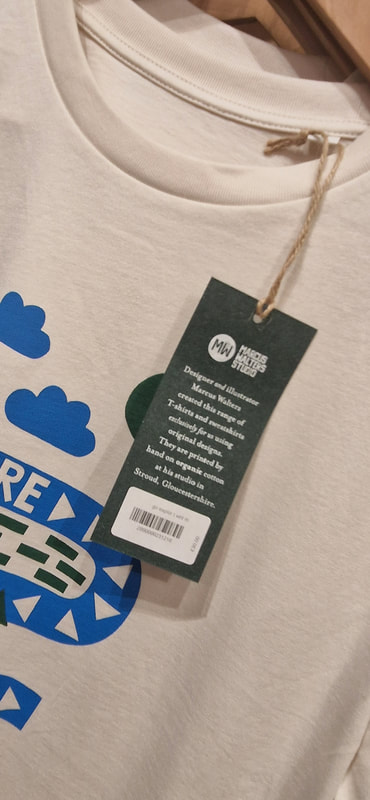 MW
MARCUS
WALTERS
STUDIO
Designer and illustrator
Marcus Walters
created this range of
T-shirts and sweatshirts
exclusively for us using
original designs.
They are printed by
hand on organic cotton
at his studio in
Stroud, Gloucestershire.
RE